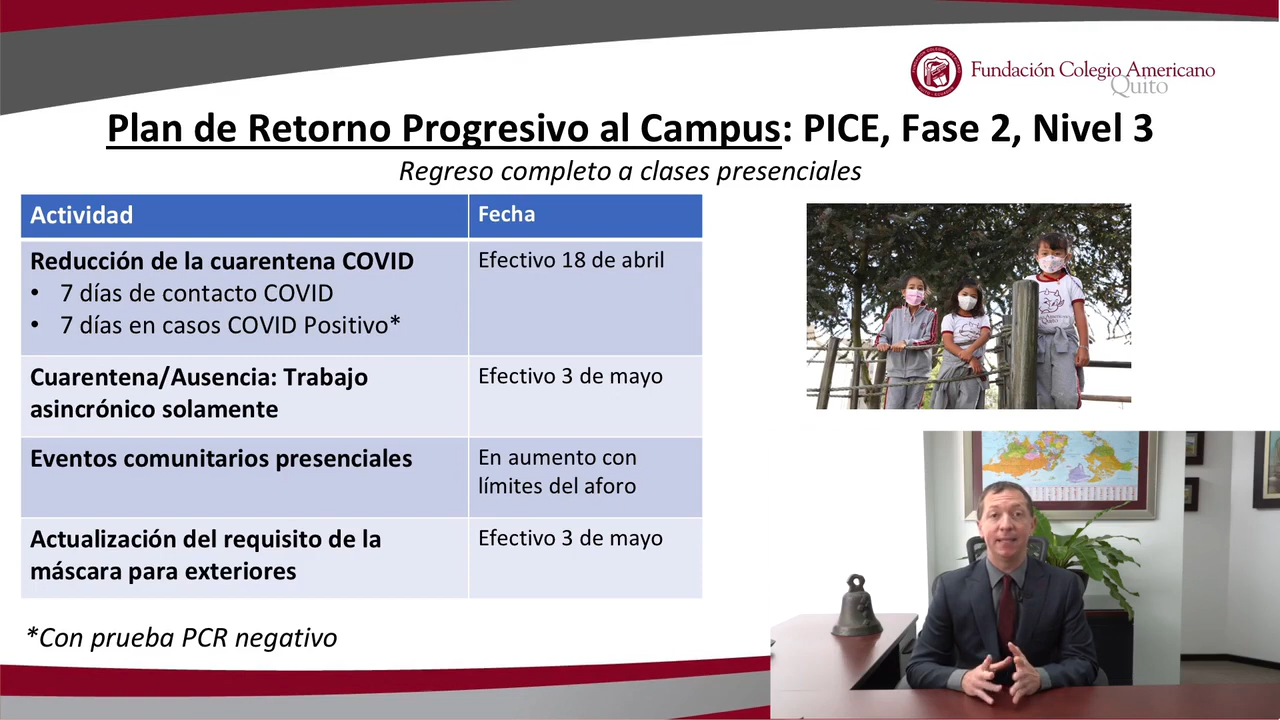 Fundación Colegio Americano
Quito
Plan de Retorno Progresivo al Campus: PICE, Fase 2, Nivel 3
Regreso completo a clases presenciales
Actividad
Fecha
Reducción de la cuarentena COVID
• 7 días de contacto COVID
• 7 días en casos COVID Positivo*
Efectivo 18 de abril
Cuarentena/Ausencia: Trabajo
asincrónico solamente
Efectivo 3 de mayo
Eventos comunitarios presenciales
En aumento con
límites del aforo
Actualización del requisito de la
máscara para exteriores
Efectivo 3 de mayo
*Con prueba PCR negativo